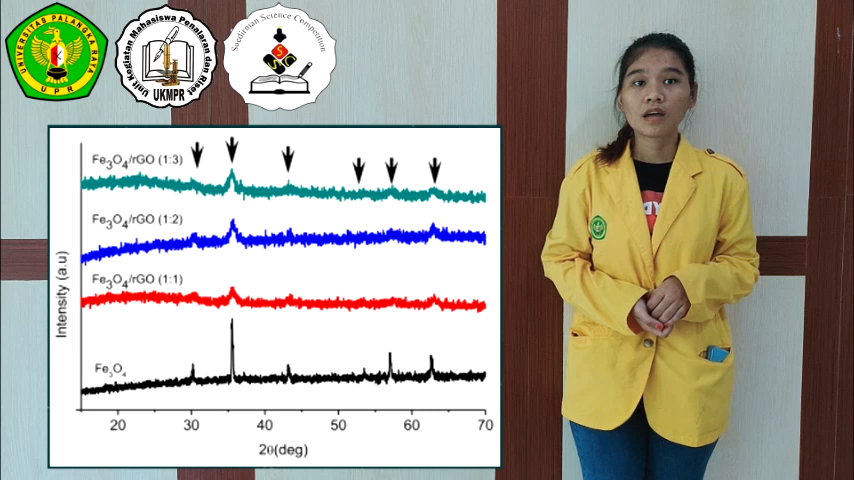 UNIVERSITAS PALANGKA RAYA
UPR
Unit Kegiatan Mahasiswa Penalaran dan Riset
UKMPR
Soedirman Science Competition
S
S C
Fe3O4/rGO (1:3)
Fe3O4/rGO (1:2)
Fe3O4/rGO (1:1)
Fe3O4
Intensity (a.u)
20 30 40 50 60 70
2θ(deg)